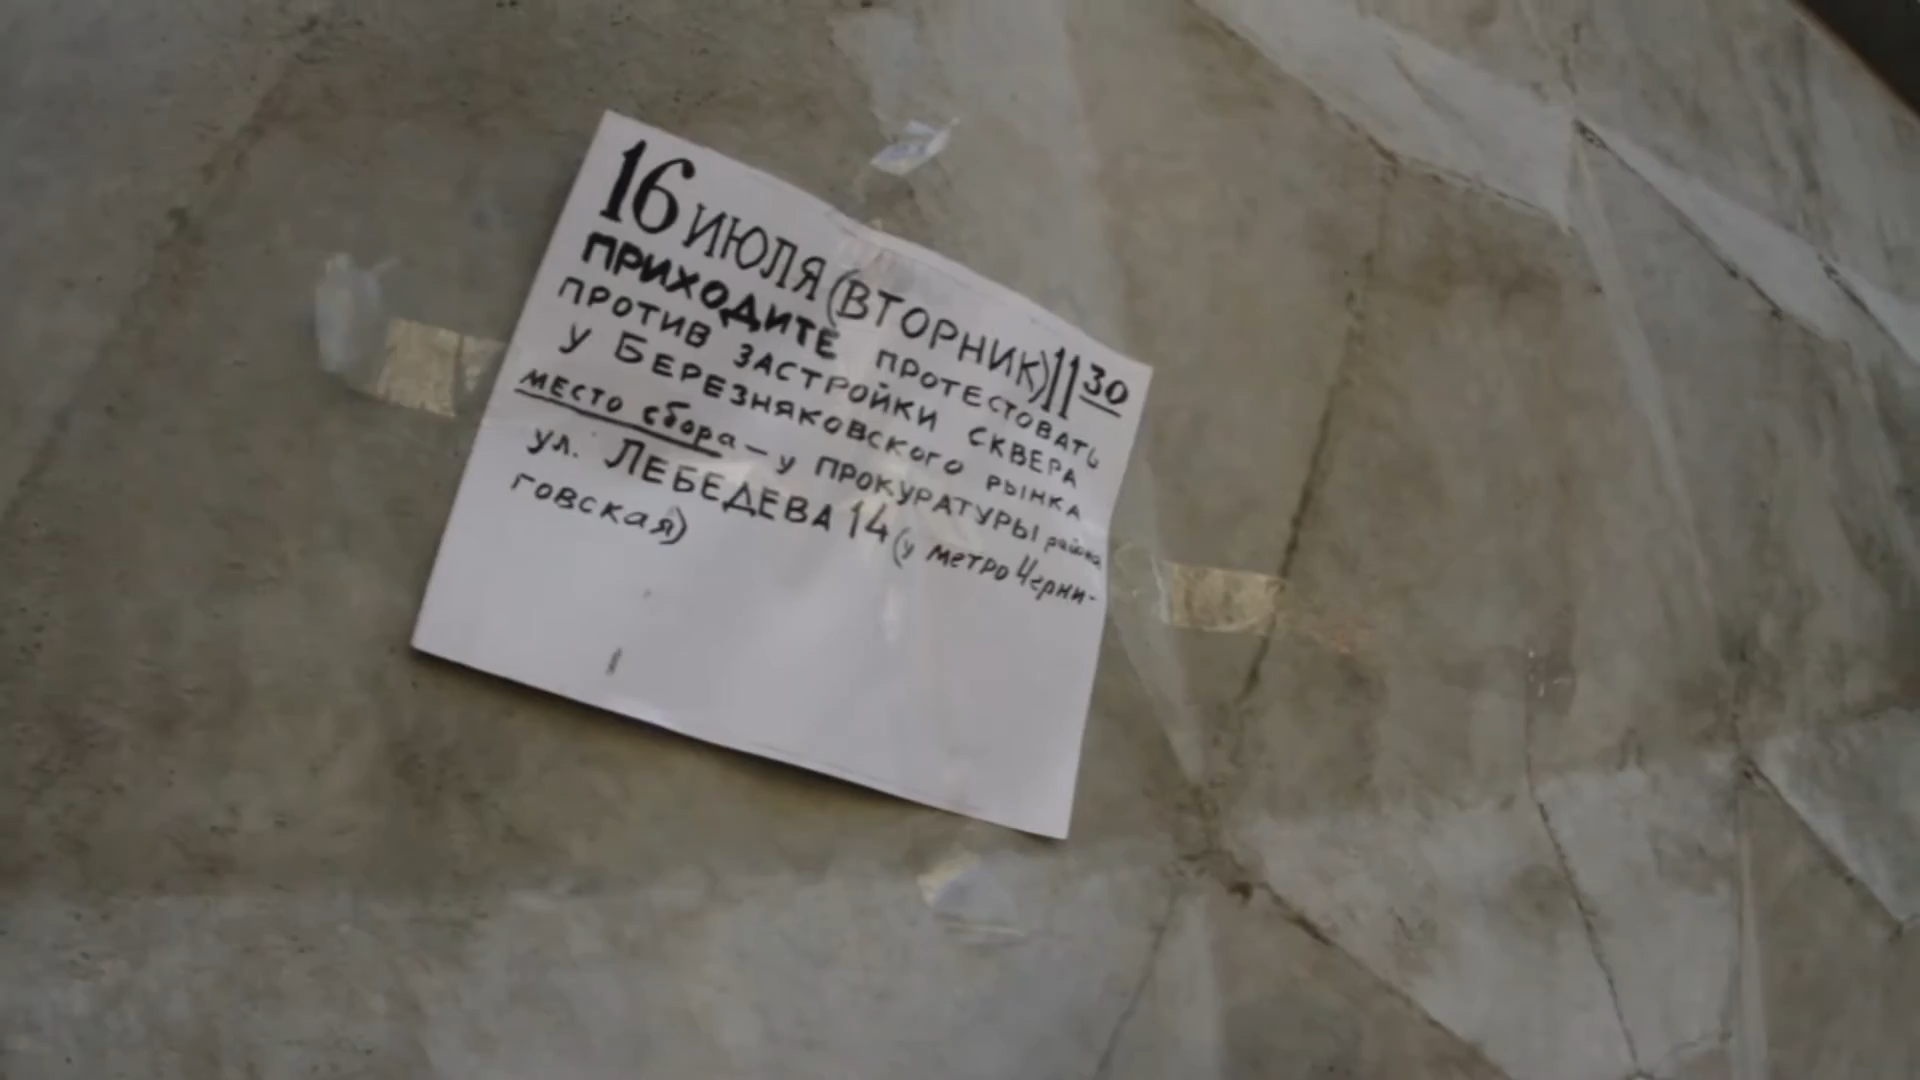 16 ИЮЛЯ (ВТОРНИК) 11 30
ПРИХОДИТЕ ПРОТЕСТОВАТЬ
ПРОТИВ ЗАСТРОЙКИ СКВЕРА
У БЕРЕЗНЯКОВСКОГО РЫНКА
место сбора – у ПРОКУРАТУРЫ района
ул. ЛЕБЕДЕВА 14 (у метро Черни-
говская)